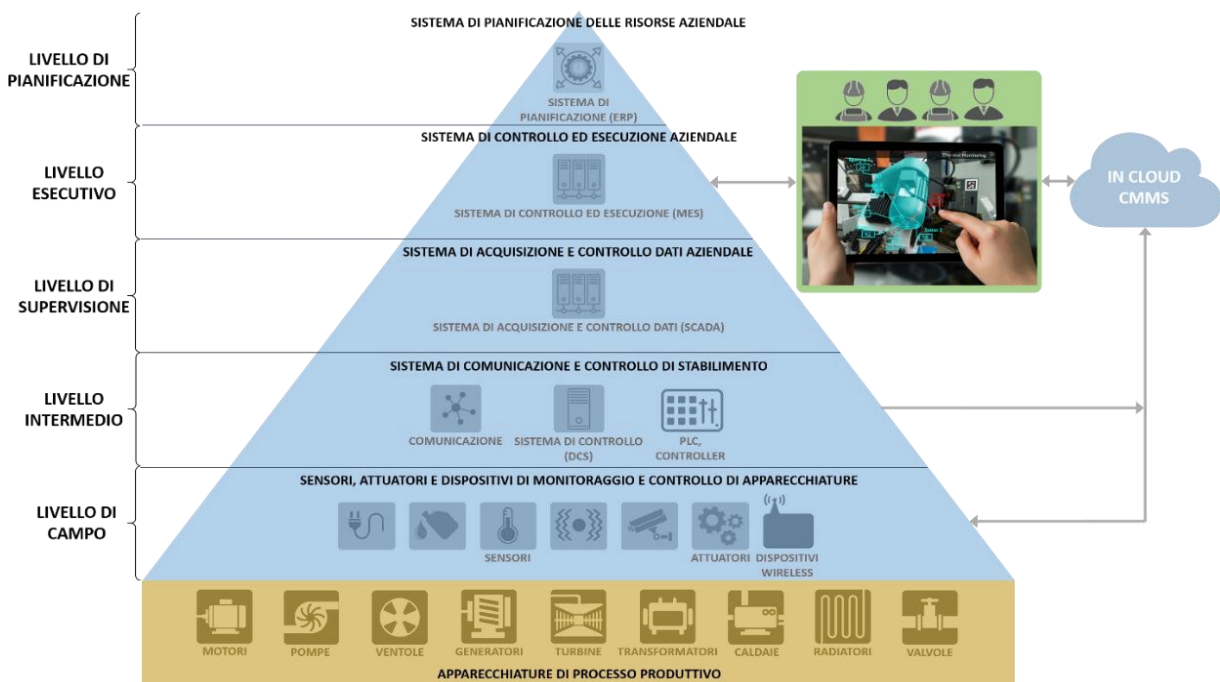 SISTEMA DI PIANIFICAZIONE DELLE RISORSE AZIENDALE
LIVELLO DI
PIANIFICAZIONE
SISTEMA DI
PIANIFICAZIONE (ERP)
SISTEMA DI CONTROLLO ED ESECUZIONE AZIENDALE
LIVELLO
ESECUTIVO
SISTEMA DI CONTROLLO ED ESECUZIONE (MES)
IN CLOUD
CMMS
SISTEMA DI ACQUISIZIONE E CONTROLLO DATI AZIENDALE
LIVELLO DI
SUPERVISIONE
SISTEMA DI ACQUISIZIONE E CONTROLLO DATI (SCADA)
SISTEMA DI COMUNICAZIONE E CONTROLLO DI STABILIMENTO
LIVELLO
INTERMEDIO
COMUNICAZIONE
SISTEMA DI CONTROLLO
(DCS)
PLC,
CONTROLLER
SENSORI, ATTUATORI E DISPOSITIVI DI MONITORAGGIO E CONTROLLO DI APPARECCHIATURE
LIVELLO DI
CAMPO
SENSORI
ATTUATORI
DISPOSITIVI
WIRELESS
MOTORI
POMPE
VENTOLE
GENERATORI
TURBINE
TRANSFORMATORI
CALDAIE
RADIATORI
VALVOLE
APPARECCHIATURE DI PROCESSO PRODUTTIVO